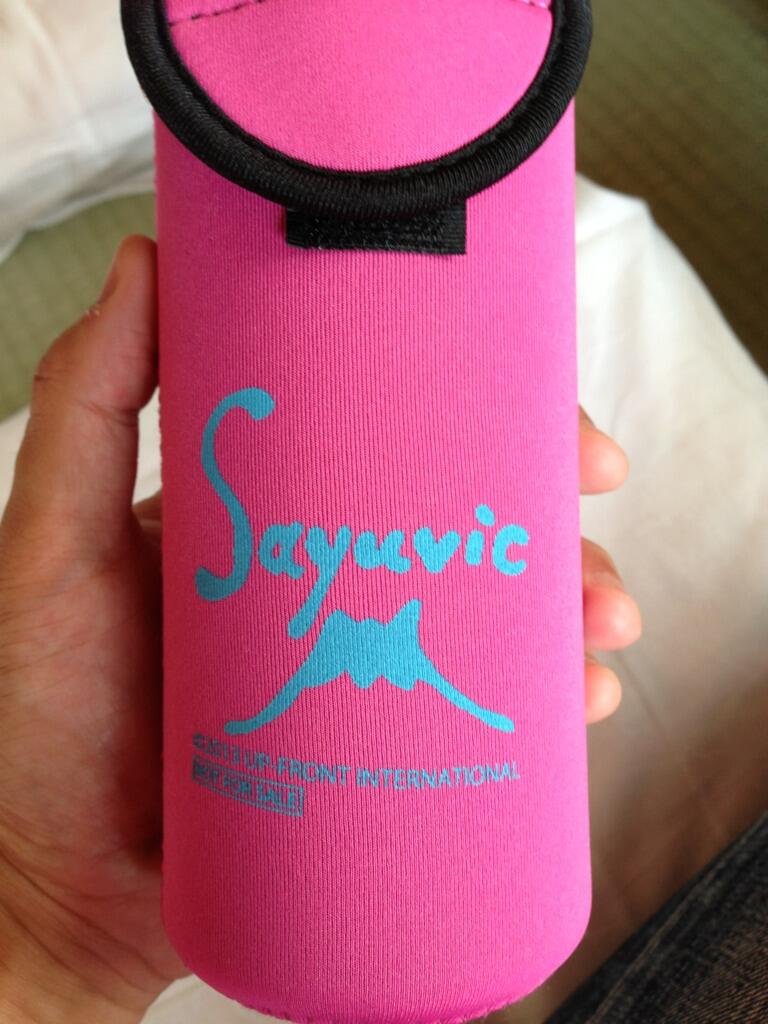 Sayuvic
©2013 UP-FRONT INTERNATIONAL
NOT FOR SALE